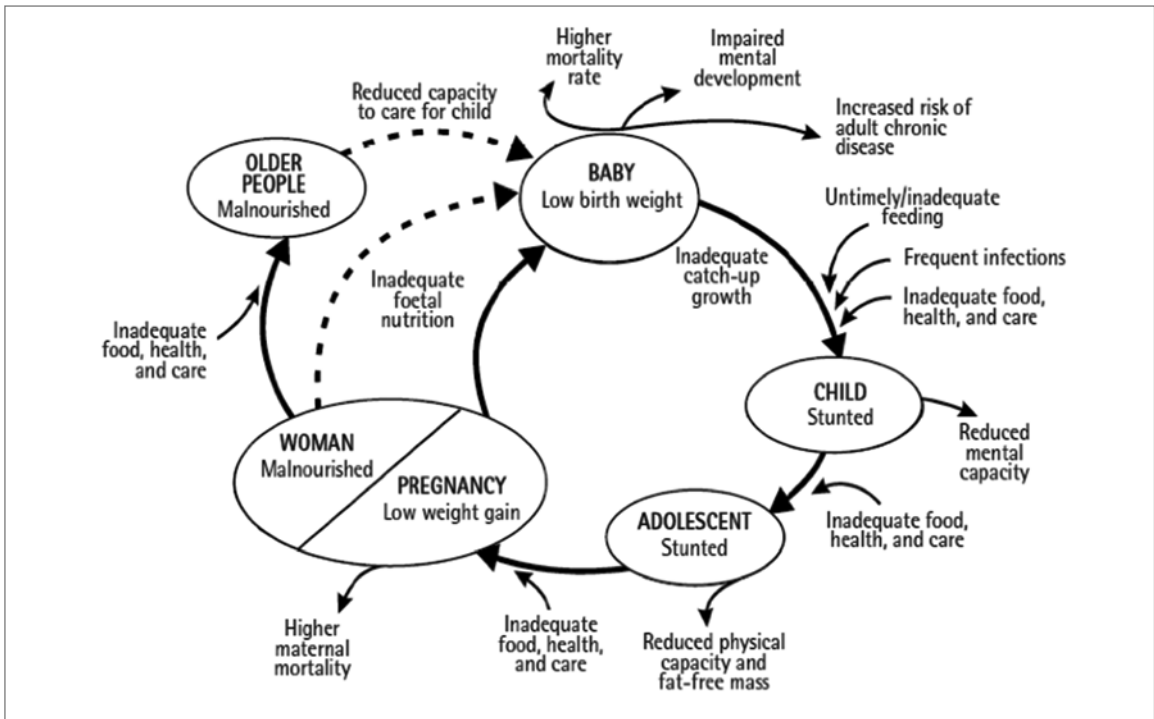 Higher
mortality
rate
Impaired
mental
development
Increased risk of
adult chronic
disease
Reduced capacity
to care for child
OLDER
PEOPLE
Malnourished
BABY
Low birth weight
Untimely/inadequate
feeding
Frequent infections
Inadequate food,
health, and care
Inadequate
catch-up
growth
Inadequate
foetal
nutrition
Inadequate
food, health,
and care
CHILD
Stunted
Reduced
mental
capacity
WOMAN
Malnourished
PREGNANCY
Low weight gain
ADOLESCENT
Stunted
Inadequate food,
health, and care
Higher
maternal
mortality
Inadequate
food, health,
and care
Reduced physical
capacity and
fat-free mass